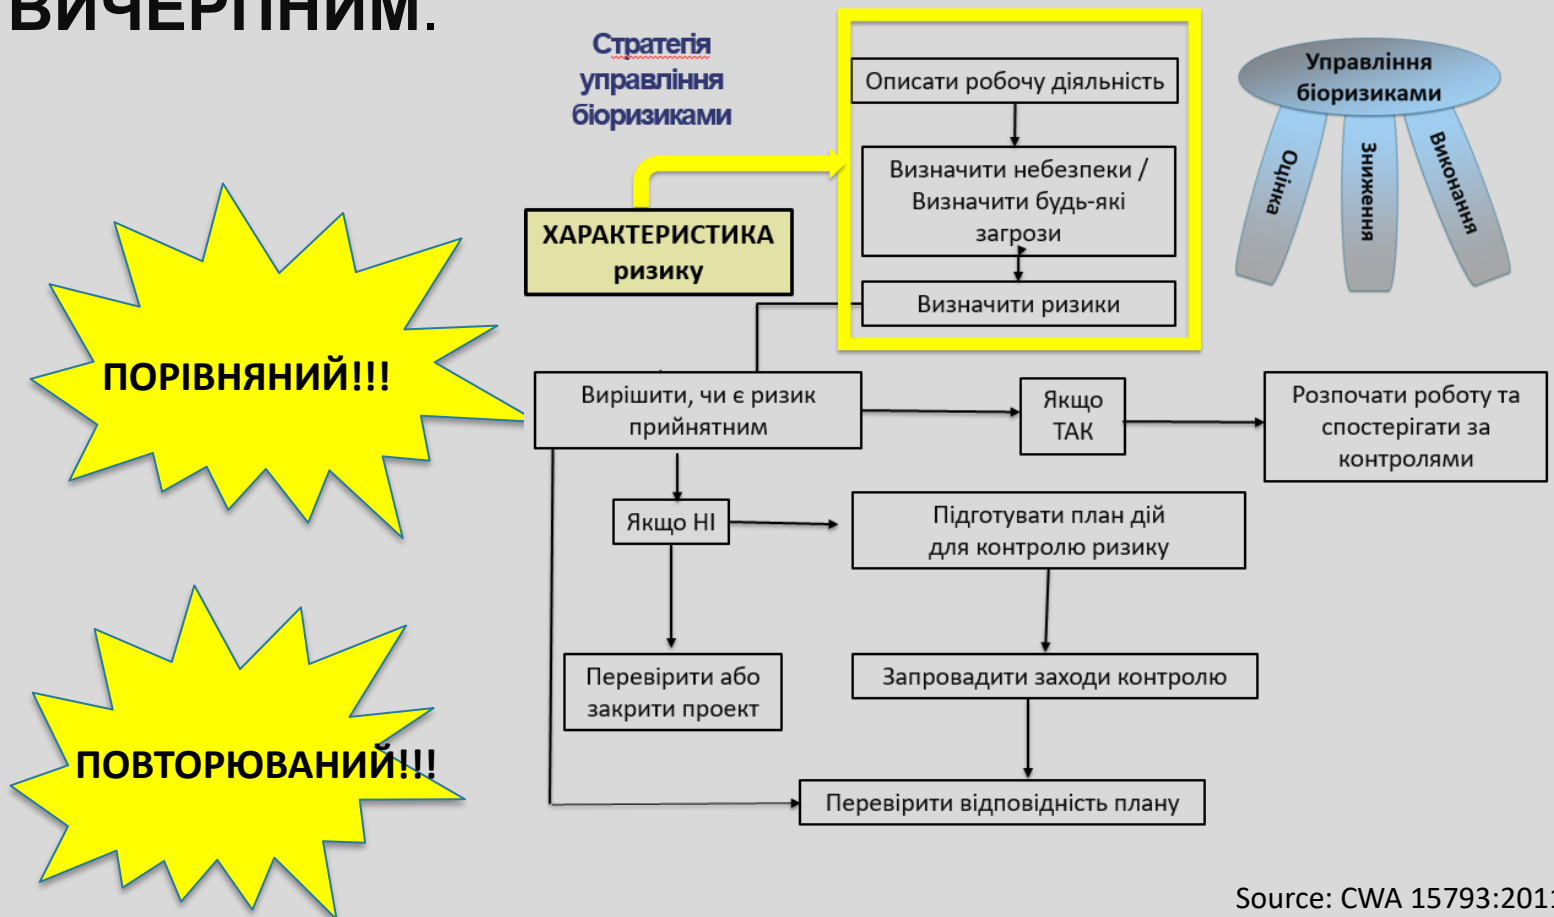 ВИЧЕРПНИМ.
Стратегія
управління
біоризиками
Описати робочу діяльність
Управління
біоризиками
Оцінка
Зниження
Виконання
Визначити небезпеки /
Визначити будь-які
загрози
ХАРАКТЕРИСТИКА
ризику
Визначити ризики
ПОРІВНЯНИЙ!!!
Вирішити, чи є ризик
прийнятним
Якщо
ТАК
Розпочати роботу та
спостерігати за
контролями
Якщо НІ
Підготувати план дій
для контролю ризику
Перевірити або
закрити проект
Запровадити заходи контролю
ПОВТОРЮВАНИЙ!!!
Перевірити відповідність плану
Source: CWA 15793:2011